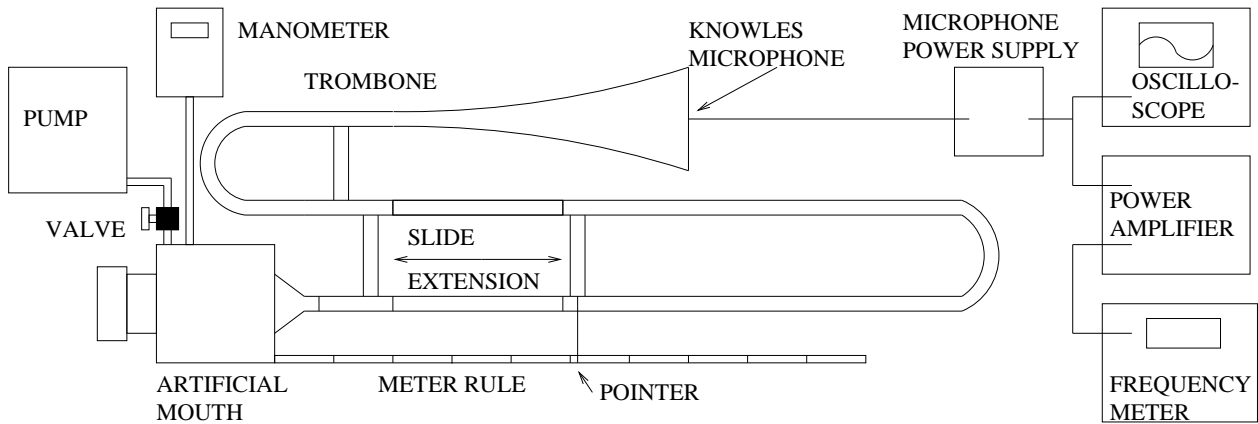 MANOMETER
KNOWLES
MICROPHONE
MICROPHONE
POWER SUPPLY
TROMBONE
OSCILLO-
SCOPE
PUMP
VALVE
SLIDE
EXTENSION
POWER
AMPLIFIER
ARTIFICIAL
MOUTH
METER RULE
POINTER
FREQUENCY
METER